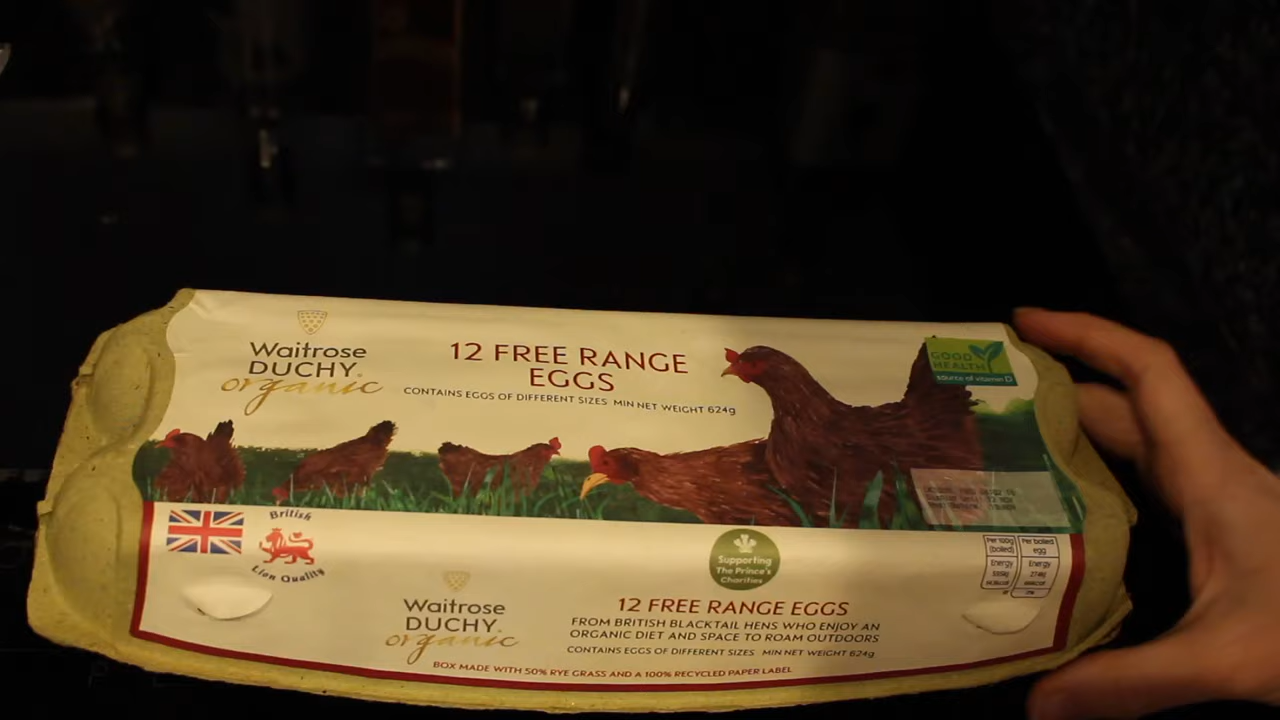 Waitrose
DUCHY
organic
12 FREE RANGE
EGGS
CONTAINS EGGS OF DIFFERENT SIZES MIN NET WEIGHT 624g
GOOD
HEALTH
source of vitamin D
British
Lion Quality
Supporting
The Prince's
Charities
Per 100g
(boiled)
Energy
Per boiled
egg
Energy
Waitrose
DUCHY
organic
12 FREE RANGE EGGS
FROM BRITISH BLACKTAIL HENS WHO ENJOY AN
ORGANIC DIET AND SPACE TO ROAM OUTDOORS
CONTAINS EGGS OF DIFFERENT SIZES MIN NET WEIGHT 624g
BOX MADE WITH 50% RYE GRASS AND A 100% RECYCLED PAPER LABEL